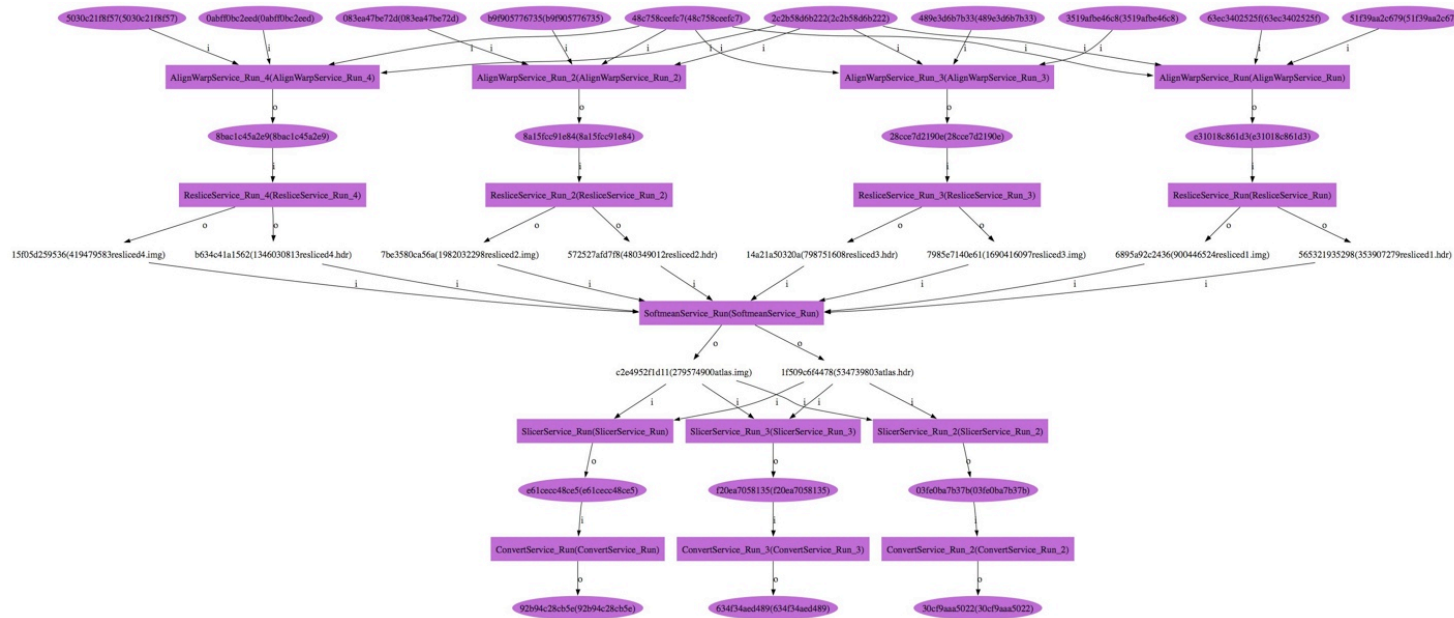 5030c21f8f57(5030c21f8f57) 0abff0bc2eed(0abff0bc2eed) 083ea47be72d(083ea47be72d) b9f905776735(b9f905776735) 48c758ceefc7(48c758ceefc7) 2c2b58d6b222(2c2b58d6b222) 489e3d6b7b33(489e3d6b7b33) 3519afbe46c8(3519afbe46c8) 63ec3402525f(63ec3402525f) 51f39aa2c679(51f39aa2c679
i i i i i i i i i i i i i i
AlignWarpService_Run_4(AlignWarpService_Run_4) AlignWarpService_Run_2(AlignWarpService_Run_2) AlignWarpService_Run_3(AlignWarpService_Run_3) AlignWarpService_Run(AlignWarpService_Run)
o o o o
8bac1c45a2e9(8bac1c45a2e9) 8a15fcc91e84(8a15fcc91e84) 28cce7d2190e(28cce7d2190e) e31018c861d3(e31018c861d3)
i i i i
ResliceService_Run_4(ResliceService_Run_4) ResliceService_Run_2(ResliceService_Run_2) ResliceService_Run_3(ResliceService_Run_3) ResliceService_Run(ResliceService_Run)
o o o o o o o o
15f05d259536(419479583resliced4.img) b634c41a1562(1346030813resliced4.hdr) 7be3580ca56a(1982032298resliced2.img) 572527afd7f8(480349012resliced2.hdr) 14a21a50320a(798751608resliced3.hdr) 7985e7140e61(1690416097resliced3.img) 6895a92c2436(900446524resliced1.img) 565321935298(353907279resliced1.hdr)
i i i i i i i i
SoftmeanService_Run(SoftmeanService_Run)
o o
c2e4952f1d11(279574900atlas.img) 1f509c6f4478(534739803atlas.hdr)
i i i i i i
SlicerService_Run(SlicerService_Run) SlicerService_Run_3(SlicerService_Run_3) SlicerService_Run_2(SlicerService_Run_2)
o o o
e61cecc48ce5(e61cecc48ce5) f20ea7058135(f20ea7058135) 03fe0ba7b37b(03fe0ba7b37b)
i i i
ConvertService_Run(ConvertService_Run) ConvertService_Run_3(ConvertService_Run_3) ConvertService_Run_2(ConvertService_Run_2)
o o o
92b94c28cb5e(92b94c28cb5e) 634f34aed489(634f34aed489) 30cf9aaa5022(30cf9aaa5022)